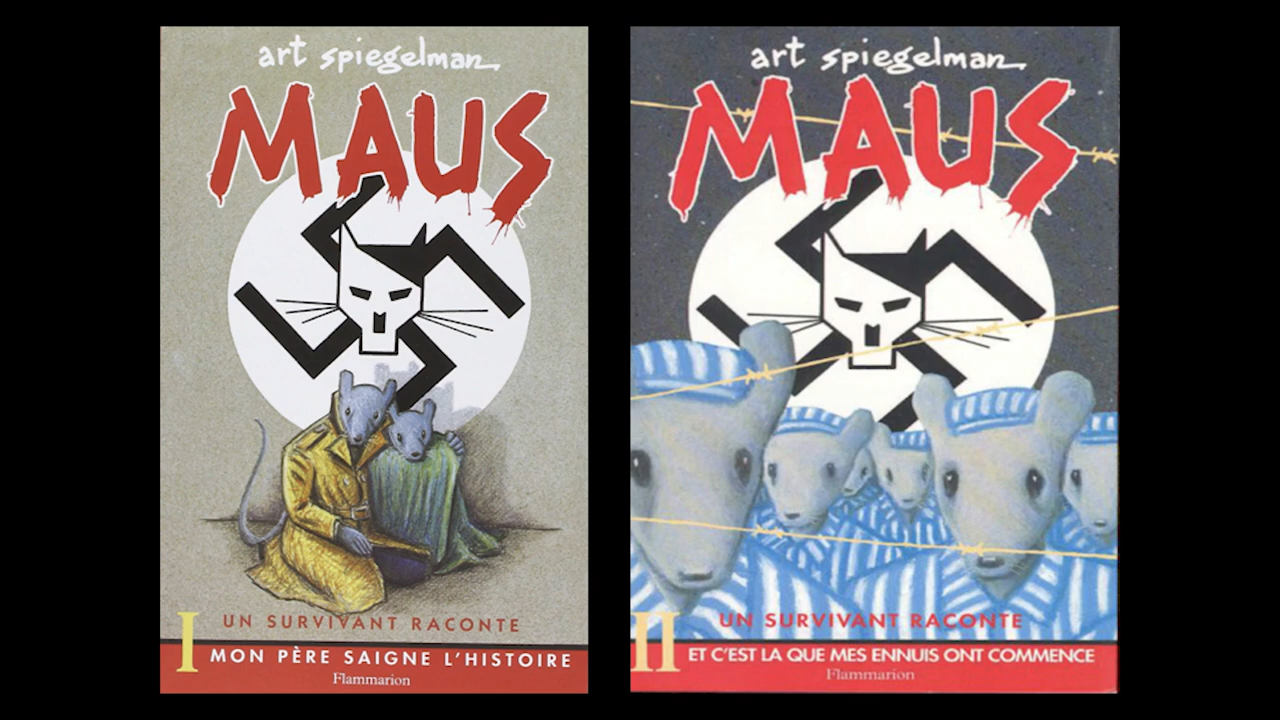 art spiegelman
MAUS
I
UN SURVIVANT RACONTE
MON PÈRE SAIGNE L'HISTOIRE
Flammarion
art spiegelman
MAUS
II
UN SURVIVANT RACONTE
ET C'EST LA QUE MES ENNUIS ONT COMMENCE
Flammarion